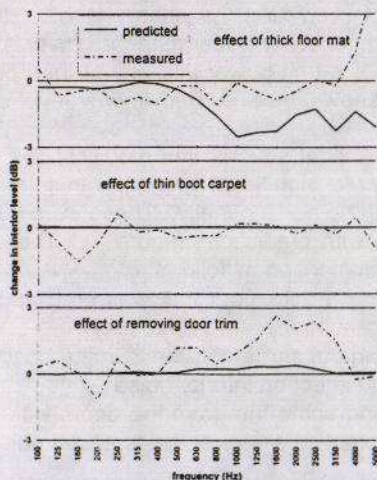 3
predicted
measured
effect of thick floor mat
0
-3
3
effect of thin boot carpet
0
-3
3
effect of removing door trim
0
-3
change in interior level (dB)
100 125 160 200 250 315 400 500 630 800 1000 1250 1600 2000 2500 3150 4000 5000
frequency (Hz)